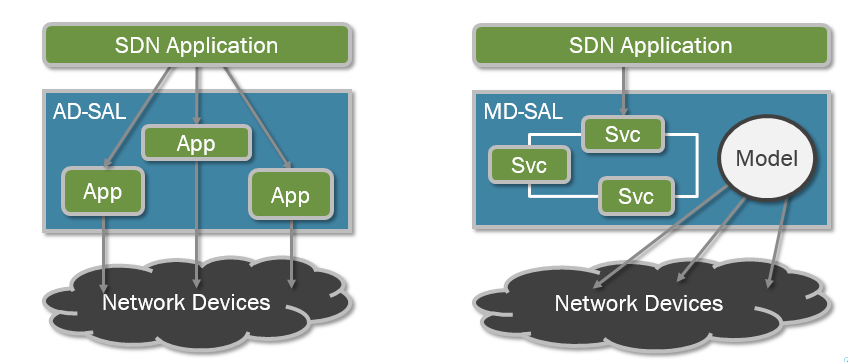 SDN Application
AD-SAL
App
App
App
Network Devices
SDN Application
MD-SAL
Svc
Svc
Svc
Model
Network Devices